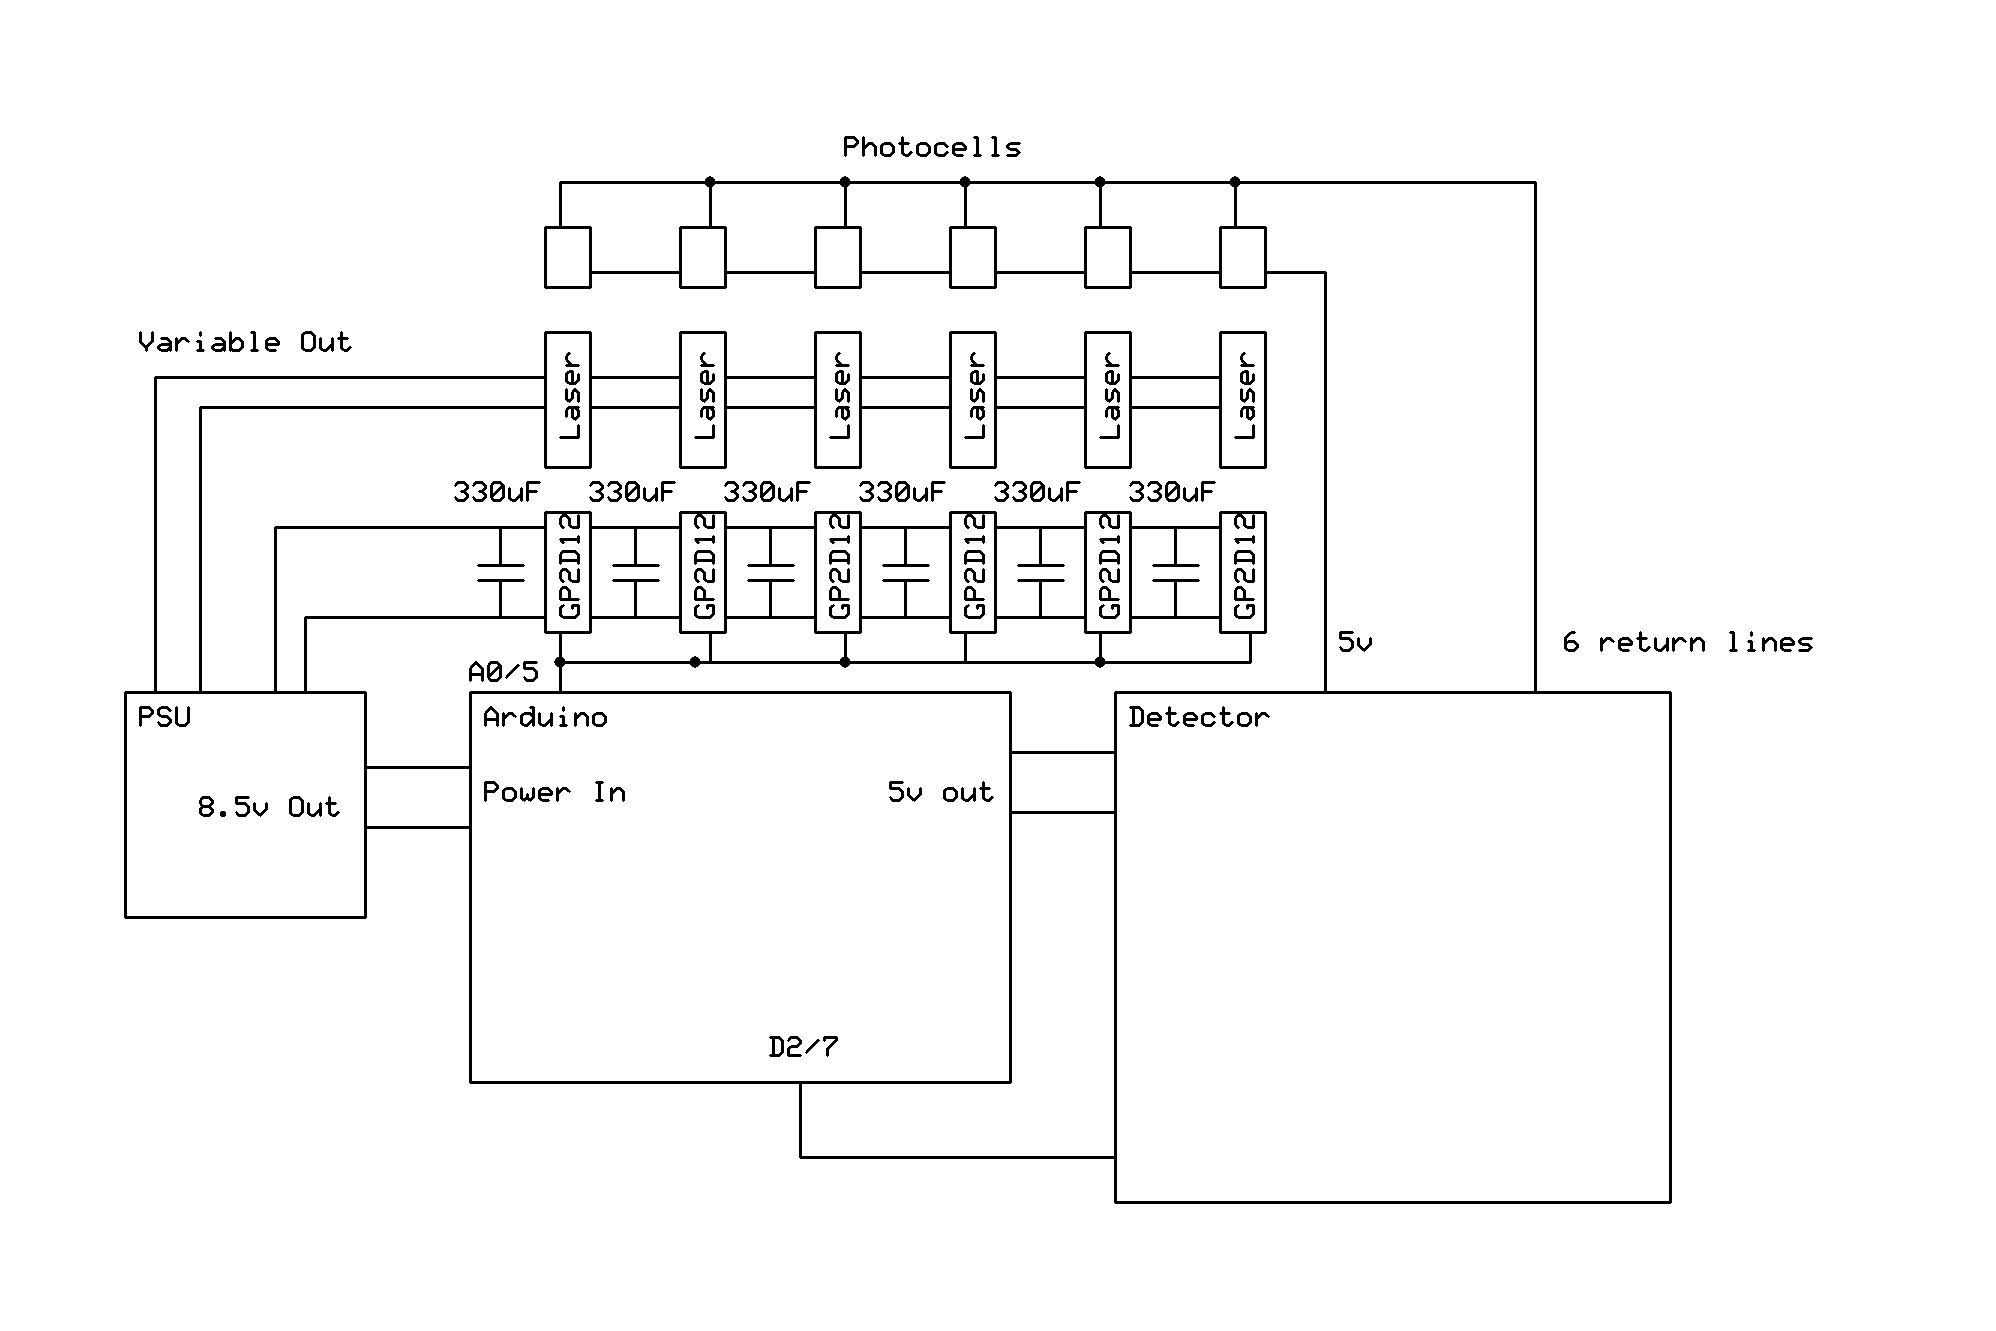 Photocells
Variable Out
Laser
Laser
Laser
Laser
Laser
Laser
330uF
330uF
330uF
330uF
330uF
330uF
GP2D12
GP2D12
GP2D12
GP2D12
GP2D12
GP2D12
5v
6 return lines
A0/5
PSU
Arduino
Detector
8.5v Out
Power In
5v out
D2/7